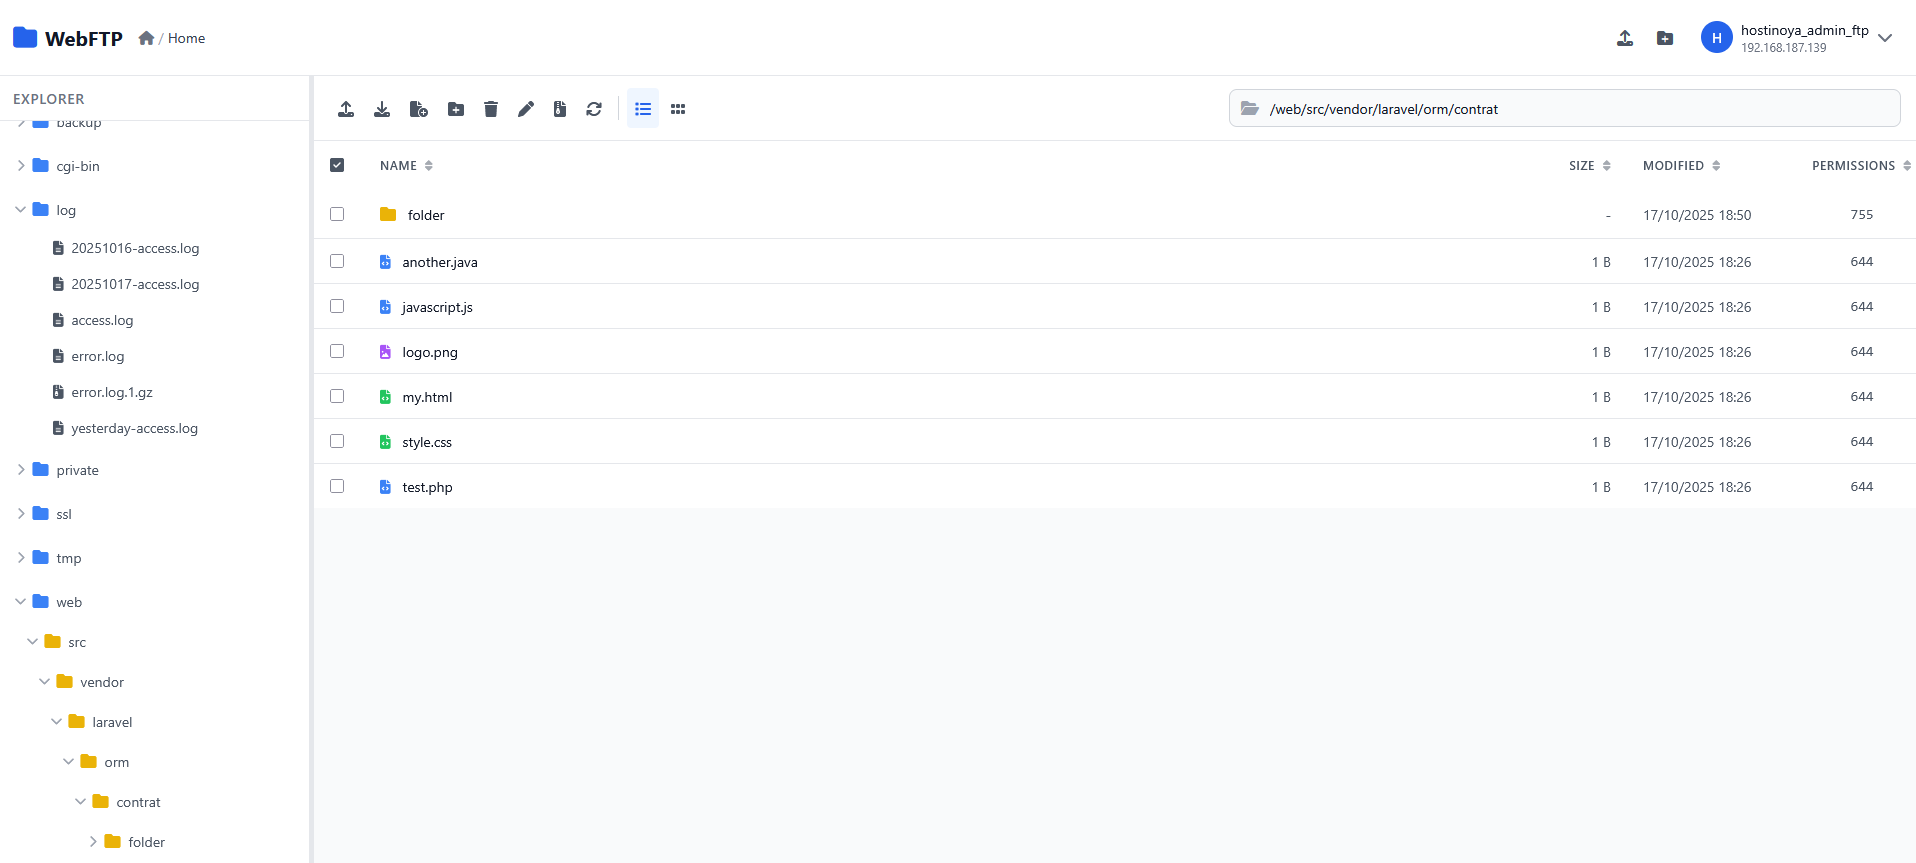 WebFTP / Home
hostinoya_admin_ftp
H
192.168.187.139
EXPLORER
backup
cgi-bin
log
20251016-access.log
20251017-access.log
access.log
error.log
error.log.1.gz
yesterday-access.log
private
ssl
tmp
web
src
vendor
laravel
orm
contrat
folder
/web/src/vendor/laravel/orm/contrat
NAME SIZE MODIFIED PERMISSIONS
folder - 17/10/2025 18:50 755
another.java 1 B 17/10/2025 18:26 644
javascript.js 1 B 17/10/2025 18:26 644
logo.png 1 B 17/10/2025 18:26 644
my.html 1 B 17/10/2025 18:26 644
style.css 1 B 17/10/2025 18:26 644
test.php 1 B 17/10/2025 18:26 644